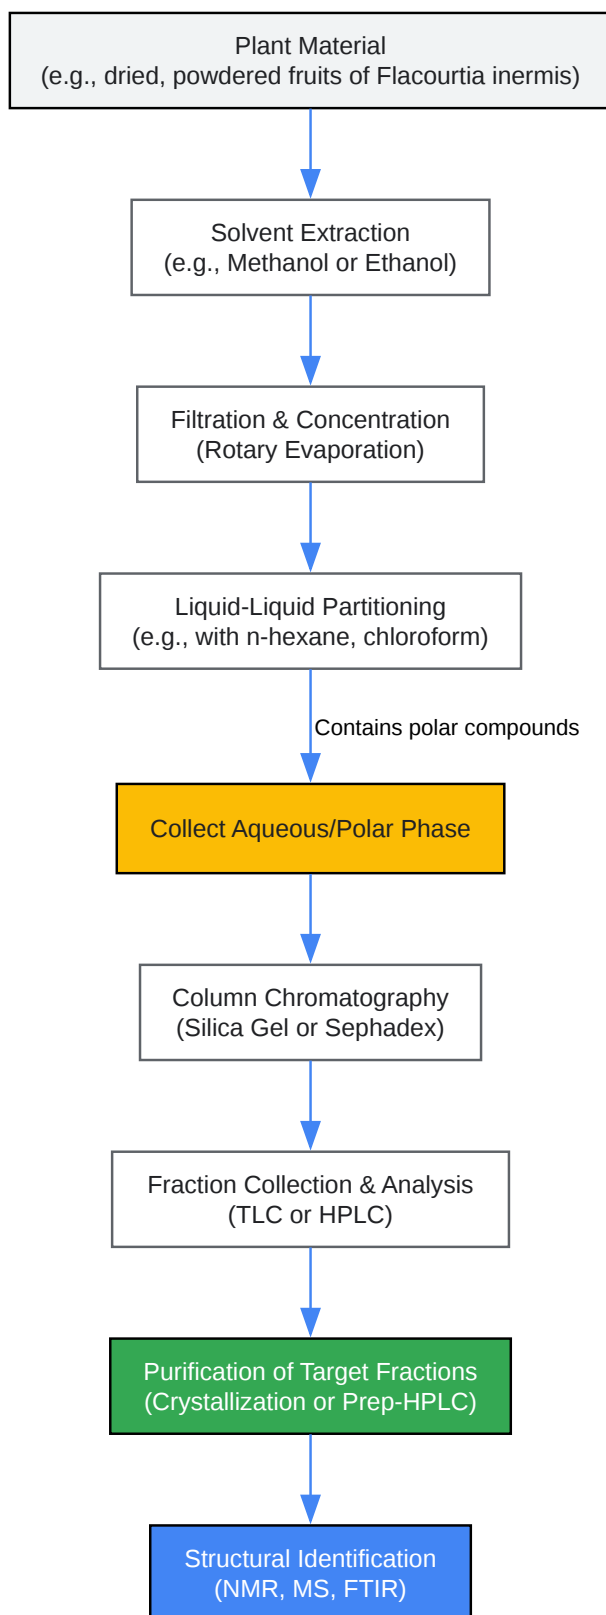 Plant Material
(e.g., dried, powdered fruits of Flacourtia inermis)
Solvent Extraction
(e.g., Methanol or Ethanol)
Filtration & Concentration
(Rotary Evaporation)
Liquid-Liquid Partitioning
(e.g., with n-hexane, chloroform)
Contains polar compounds
Collect Aqueous/Polar Phase
Column Chromatography
(Silica Gel or Sephadex)
Fraction Collection & Analysis
(TLC or HPLC)
Purification of Target Fractions
(Crystallization or Prep-HPLC)
Structural Identification
(NMR, MS, FTIR)